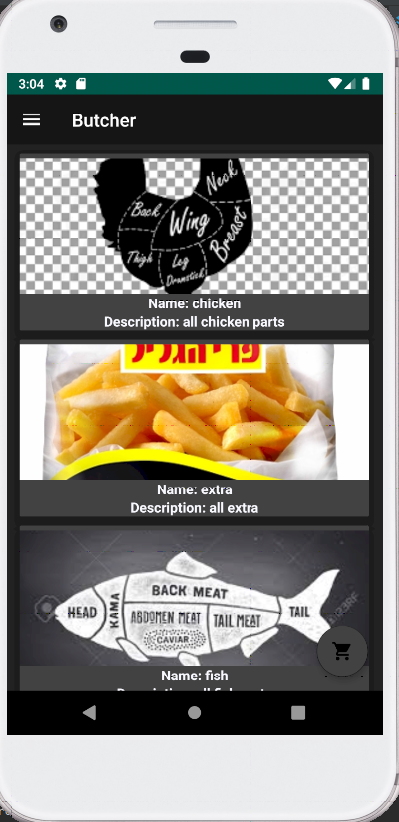 3:04
Butcher
Neck
Back
Wing
Breast
Thigh
Leg
Drumstick
Name: chicken
Description: all chicken parts
פרי הגליל
Name: extra
Description: all extra
BACK MEAT
HEAD
KAMA
ABDOMEN MEAT
TAIL MEAT
TAIL
CAVIAR
Name: fish